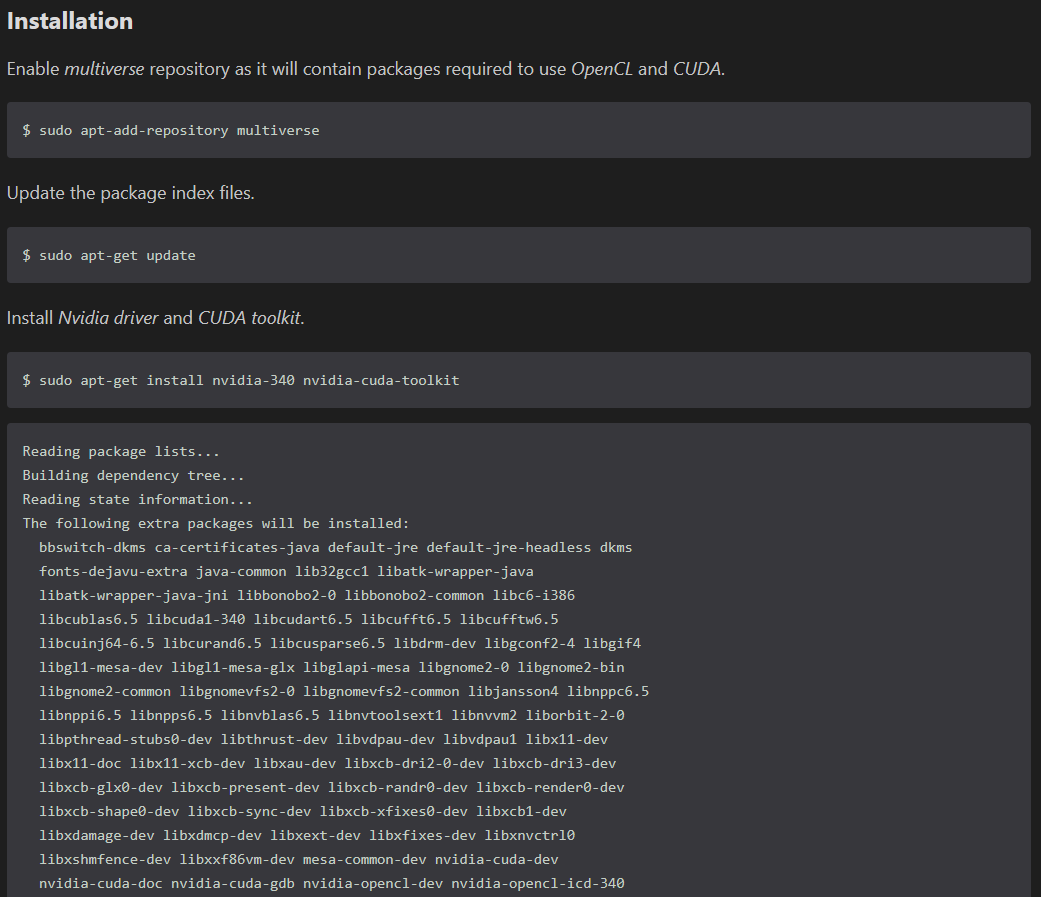 Installation
Enable multiverse repository as it will contain packages required to use OpenCL and CUDA.
$ sudo apt-add-repository multiverse
Update the package index files.
$ sudo apt-get update
Install Nvidia driver and CUDA toolkit.
$ sudo apt-get install nvidia-340 nvidia-cuda-toolkit
Reading package lists...
Building dependency tree...
Reading state information...
The following extra packages will be installed:
bbswitch-dkms ca-certificates-java default-jre default-jre-headless dkms
fonts-dejavu-extra java-common lib32gcc1 libatk-wrapper-java
libatk-wrapper-java-jni libbonobo2-0 libbonobo2-common libc6-i386
libcublas6.5 libcuda1-340 libcudart6.5 libcufft6.5 libcufftw6.5
libcuinj64-6.5 libcurand6.5 libcusparse6.5 libdrm-dev libgconf2-4 libgif4
libgl1-mesa-dev libgl1-mesa-glx libglapi-mesa libgnome2-0 libgnome2-bin
libgnome2-common libgnomevfs2-0 libgnomevfs2-common libjansson4 libnppc6.5
libnppi6.5 libnpps6.5 libnvblas6.5 libnvtoolsext1 libnvvm2 liborbit-2-0
libpthread-stubs0-dev libthrust-dev libvdpau-dev libvdpau1 libx11-dev
libx11-doc libx11-xcb-dev libxau-dev libxcb-dri2-0-dev libxcb-dri3-dev
libxcb-glx0-dev libxcb-present-dev libxcb-randr0-dev libxcb-render0-dev
libxcb-shape0-dev libxcb-sync-dev libxcb-xfixes0-dev libxcb1-dev
libxdamage-dev libxdmcp-dev libxext-dev libxfixes-dev libxnvctrl0
libxshmfence-dev libxxf86vm-dev mesa-common-dev nvidia-cuda-dev
nvidia-cuda-doc nvidia-cuda-gdb nvidia-opencl-dev nvidia-opencl-icd-340